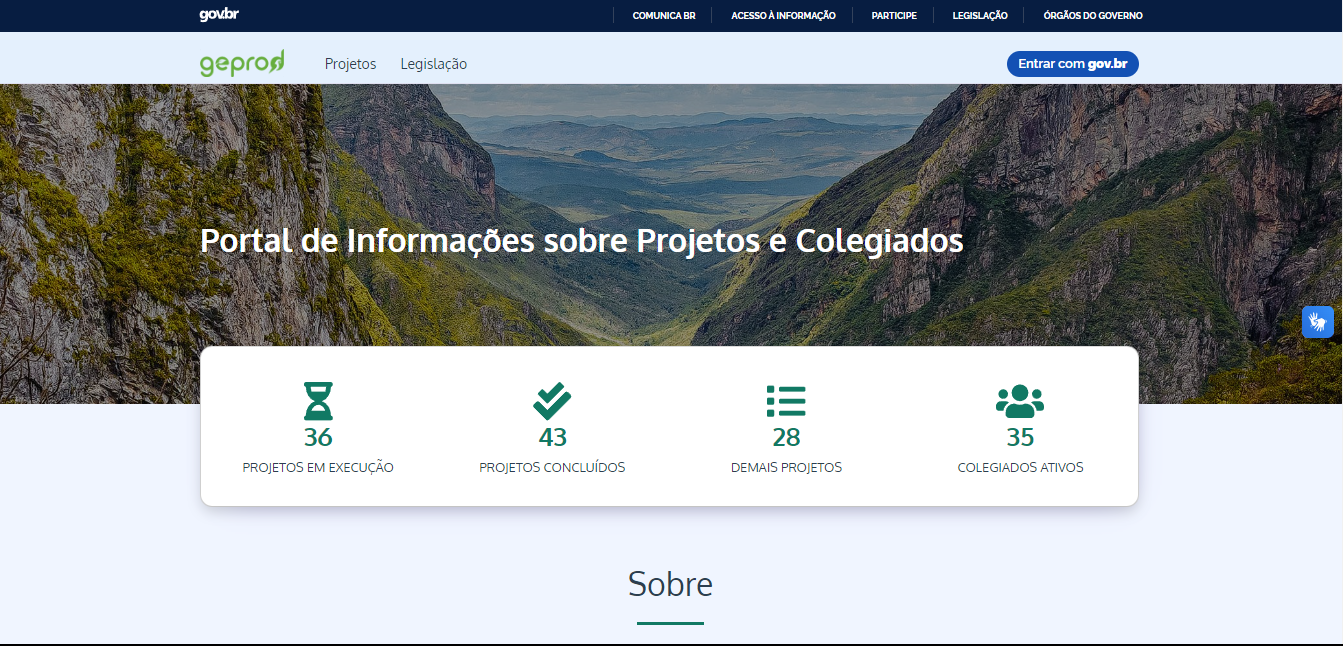 gov.br
COMUNICA BR
ACESSO À INFORMAÇÃO
PARTICIPE
LEGISLAÇÃO
ÓRGÃOS DO GOVERNO
geprod
Projetos
Legislação
Entrar com gov.br
Portal de Informações sobre Projetos e Colegiados
36
PROJETOS EM EXECUÇÃO
43
PROJETOS CONCLUÍDOS
28
DEMAIS PROJETOS
35
COLEGIADOS ATIVOS
Sobre